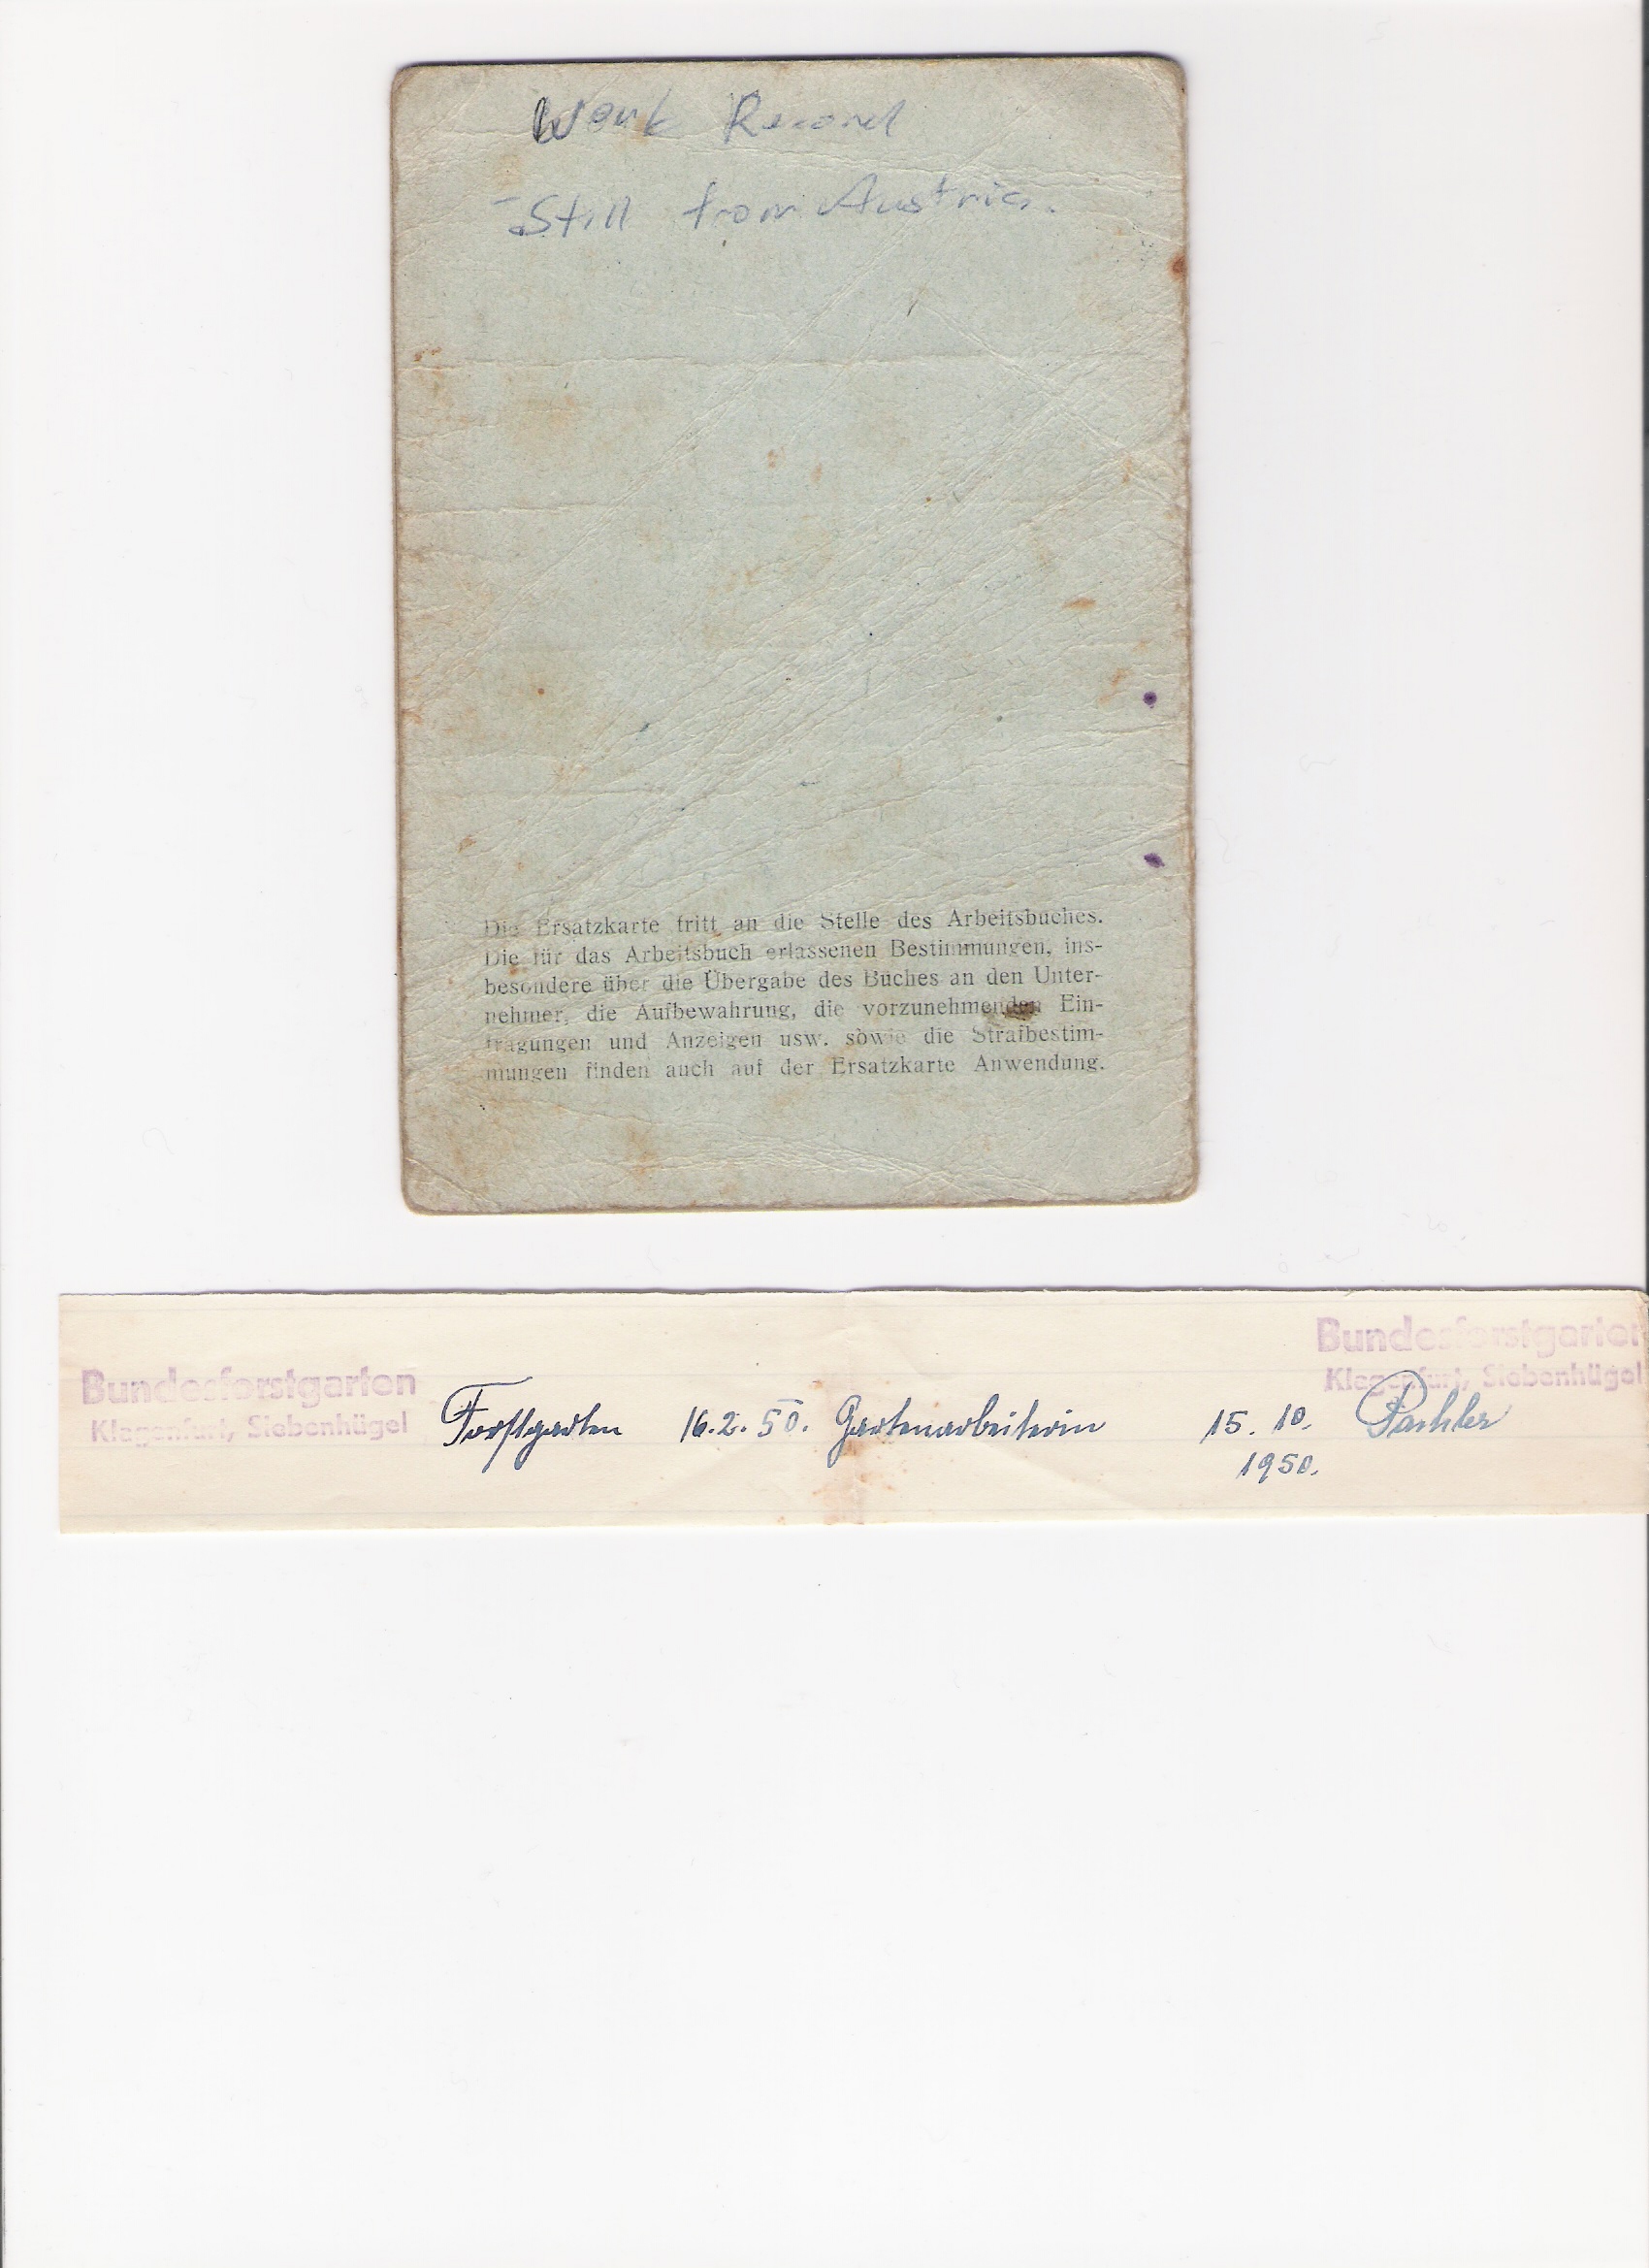 Work Record
- Still from Austria.
Die Ersatzkarte tritt an die Stelle des Arbeitsbuches.
Die für das Arbeitsbuch erlassenen Bestimmungen, ins-
besondere über die Übergabe des Buches an den Unter-
nehmer, die Aufbewahrung, die vorzunehmenden Ein-
tragungen und Anzeigen usw. sowie die Strafbestim-
mungen finden auch auf der Ersatzkarte Anwendung.
Bundesforstgarten
Klagenfurt, Siebenhügel
Forstgarten 16.2.50. Gartenarbeiterin 15. 10.
1950.
Bundesforstgarten
Klagenfurt, Siebenhügel